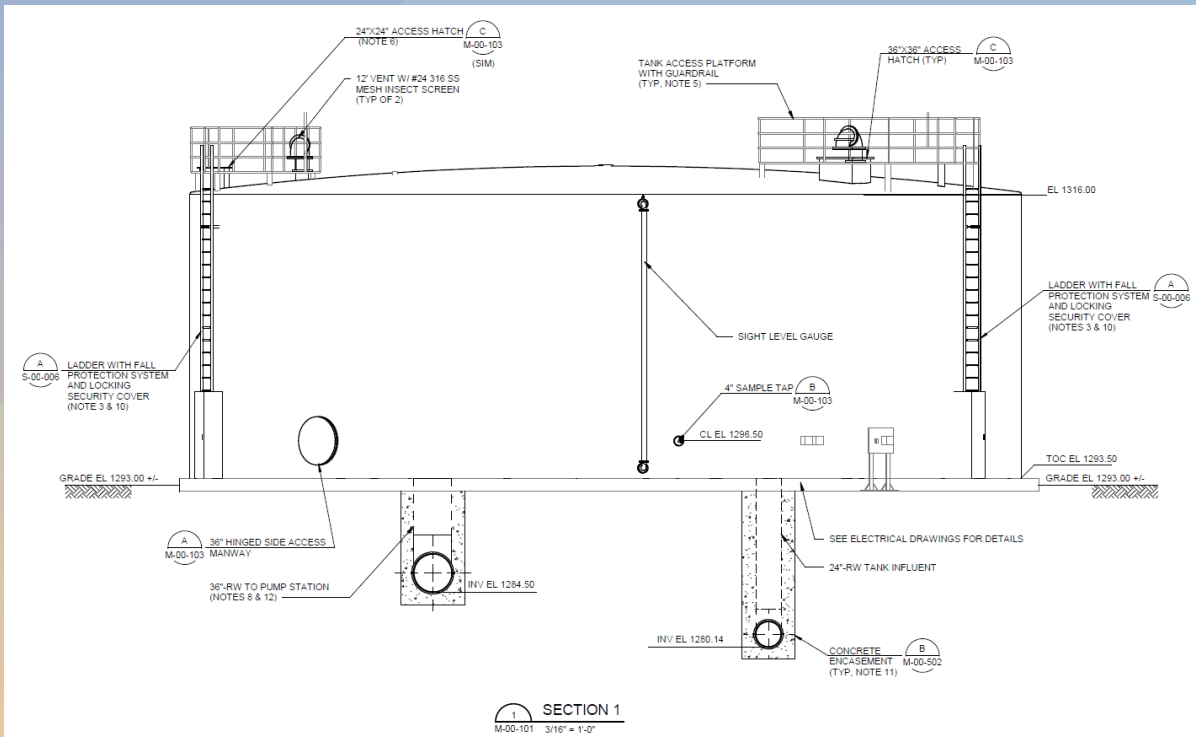 24"X24" ACCESS HATCH
(NOTE 6)
C
M-00-103
(SIM)
12' VENT W/ #24 316 SS
MESH INSECT SCREEN
(TYP OF 2)
TANK ACCESS PLATFORM
WITH GUARDRAIL
(TYP, NOTE 5)
36"X36" ACCESS
HATCH (TYP)
C
M-00-103
EL 1316.00
LADDER WITH FALL
PROTECTION SYSTEM
AND LOCKING
SECURITY COVER
(NOTES 3 & 10)
A
S-00-006
SIGHT LEVEL GAUGE
A
S-00-006
LADDER WITH FALL
PROTECTION SYSTEM
AND LOCKING
SECURITY COVER
(NOTE 3 & 10)
4" SAMPLE TAP
B
M-00-103
CL EL 1296.50
TOC EL 1293.50
GRADE EL 1293.00 +/-
GRADE EL 1293.00 +/-
A
M-00-103
36" HINGED SIDE ACCESS
MANWAY
SEE ELECTRICAL DRAWINGS FOR DETAILS
24"-RW TANK INFLUENT
36"-RW TO PUMP STATION
(NOTES 8 & 12)
INV EL 1284.50
INV EL 1280.14
CONCRETE
ENCASEMENT
(TYP, NOTE 11)
B
M-00-502
1
M-00-101
SECTION 1
3/16" = 1'-0"